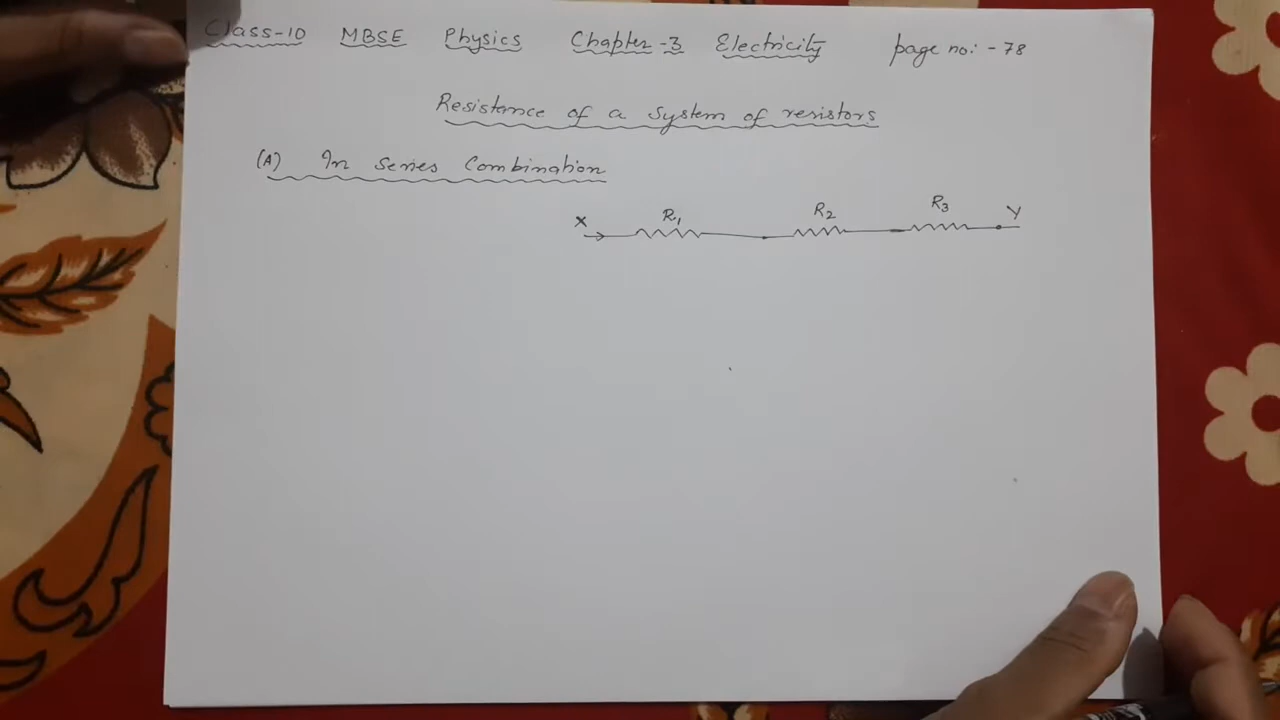 Class-10 MBSE Physics Chapter-3 Electricity page no:-78
Resistance of a System of resistors
(A) In Series Combination
X R1 R2 R3 Y